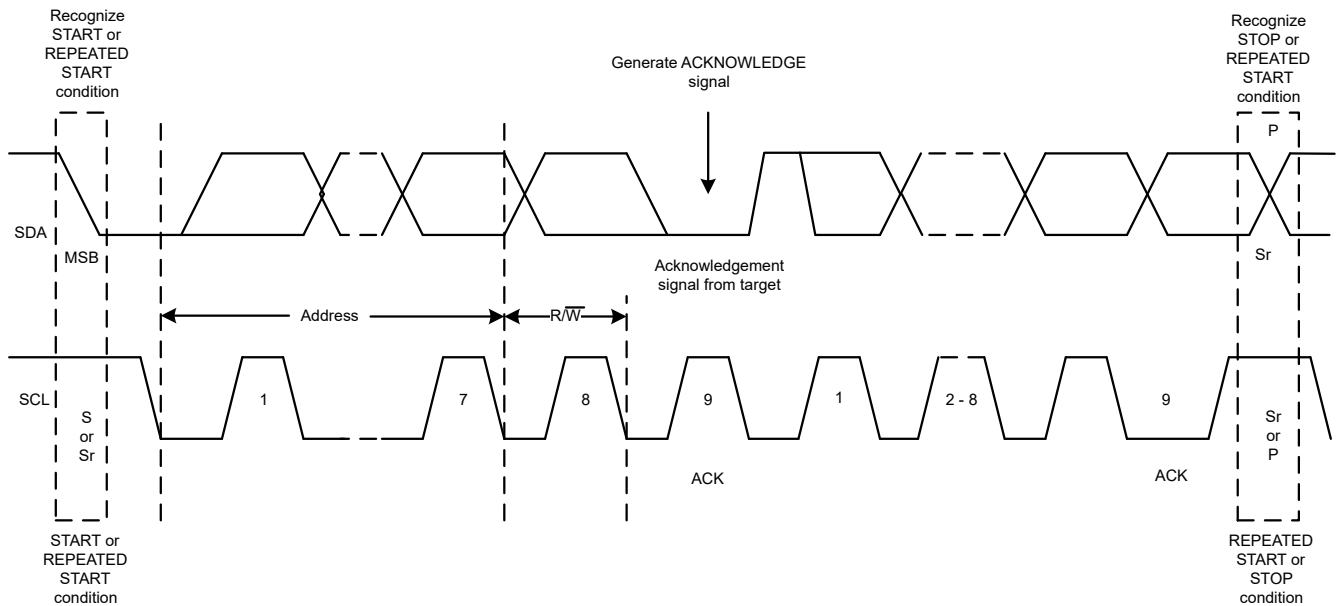 Recognize
START or
REPEATED
START
condition
Generate ACKNOWLEDGE
signal
Recognize
STOP or
REPEATED
START
condition
P
SDA
MSB
Acknowledgement
signal from target
Sr
Address
R/W̅
SCL
S
or
Sr
1
7
8
9
1
2 - 8
9
Sr
or
P
ACK
ACK
START or
REPEATED
START
condition
REPEATED
START or
STOP
condition